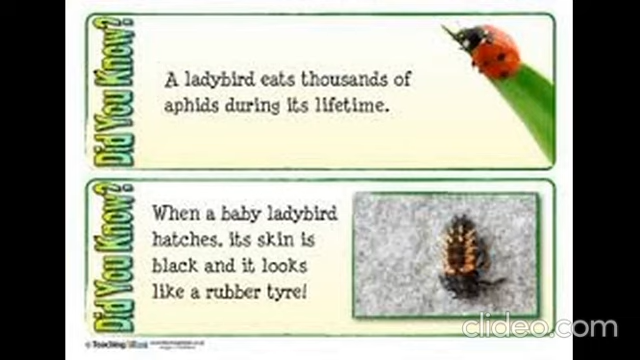 Did You Know?
A ladybird eats thousands of
aphids during its lifetime.
Did You Know?
When a baby ladybird
hatches, its skin is
black and it looks
like a rubber tyre!
clideo.com